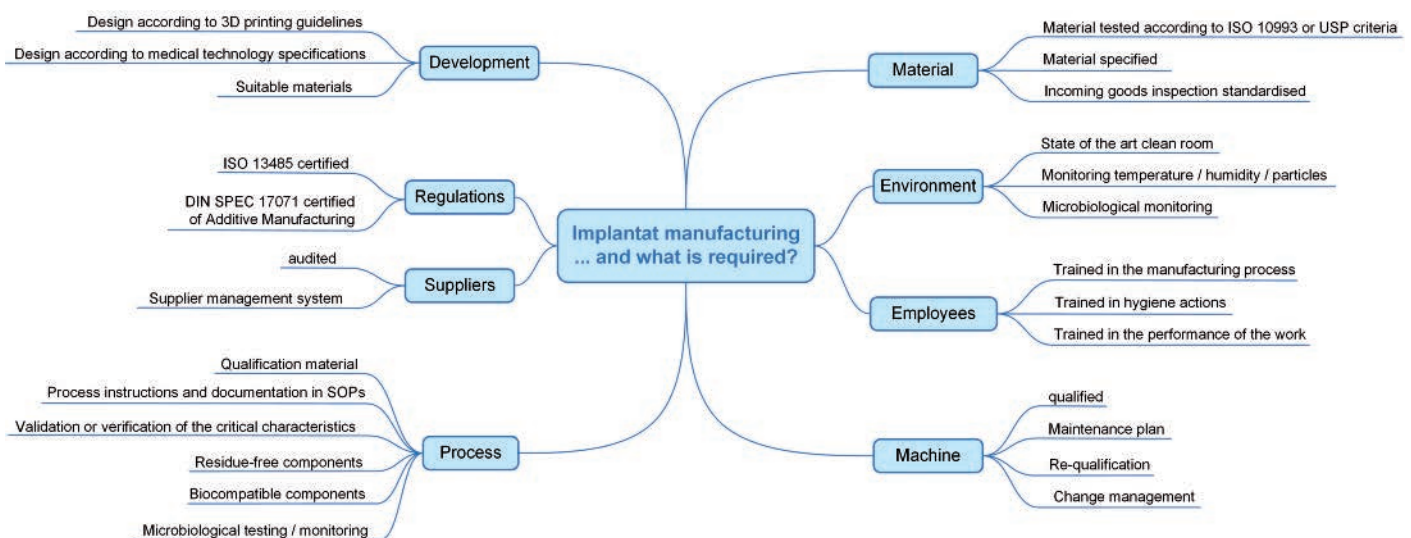 Implantat manufacturing
... and what is required?
Development
Design according to 3D printing guidelines
Design according to medical technology specifications
Suitable materials
Regulations
ISO 13485 certified
DIN SPEC 17071 certified
of Additive Manufacturing
Suppliers
audited
Supplier management system
Process
Qualification material
Process instructions and documentation in SOPs
Validation or verification of the critical characteristics
Residue-free components
Biocompatible components
Microbiological testing / monitoring
Material
Material tested according to ISO 10993 or USP criteria
Material specified
Incoming goods inspection standardised
Environment
State of the art clean room
Monitoring temperature / humidity / particles
Microbiological monitoring
Employees
Trained in the manufacturing process
Trained in hygiene actions
Trained in the performance of the work
Machine
qualified
Maintenance plan
Re-qualification
Change management